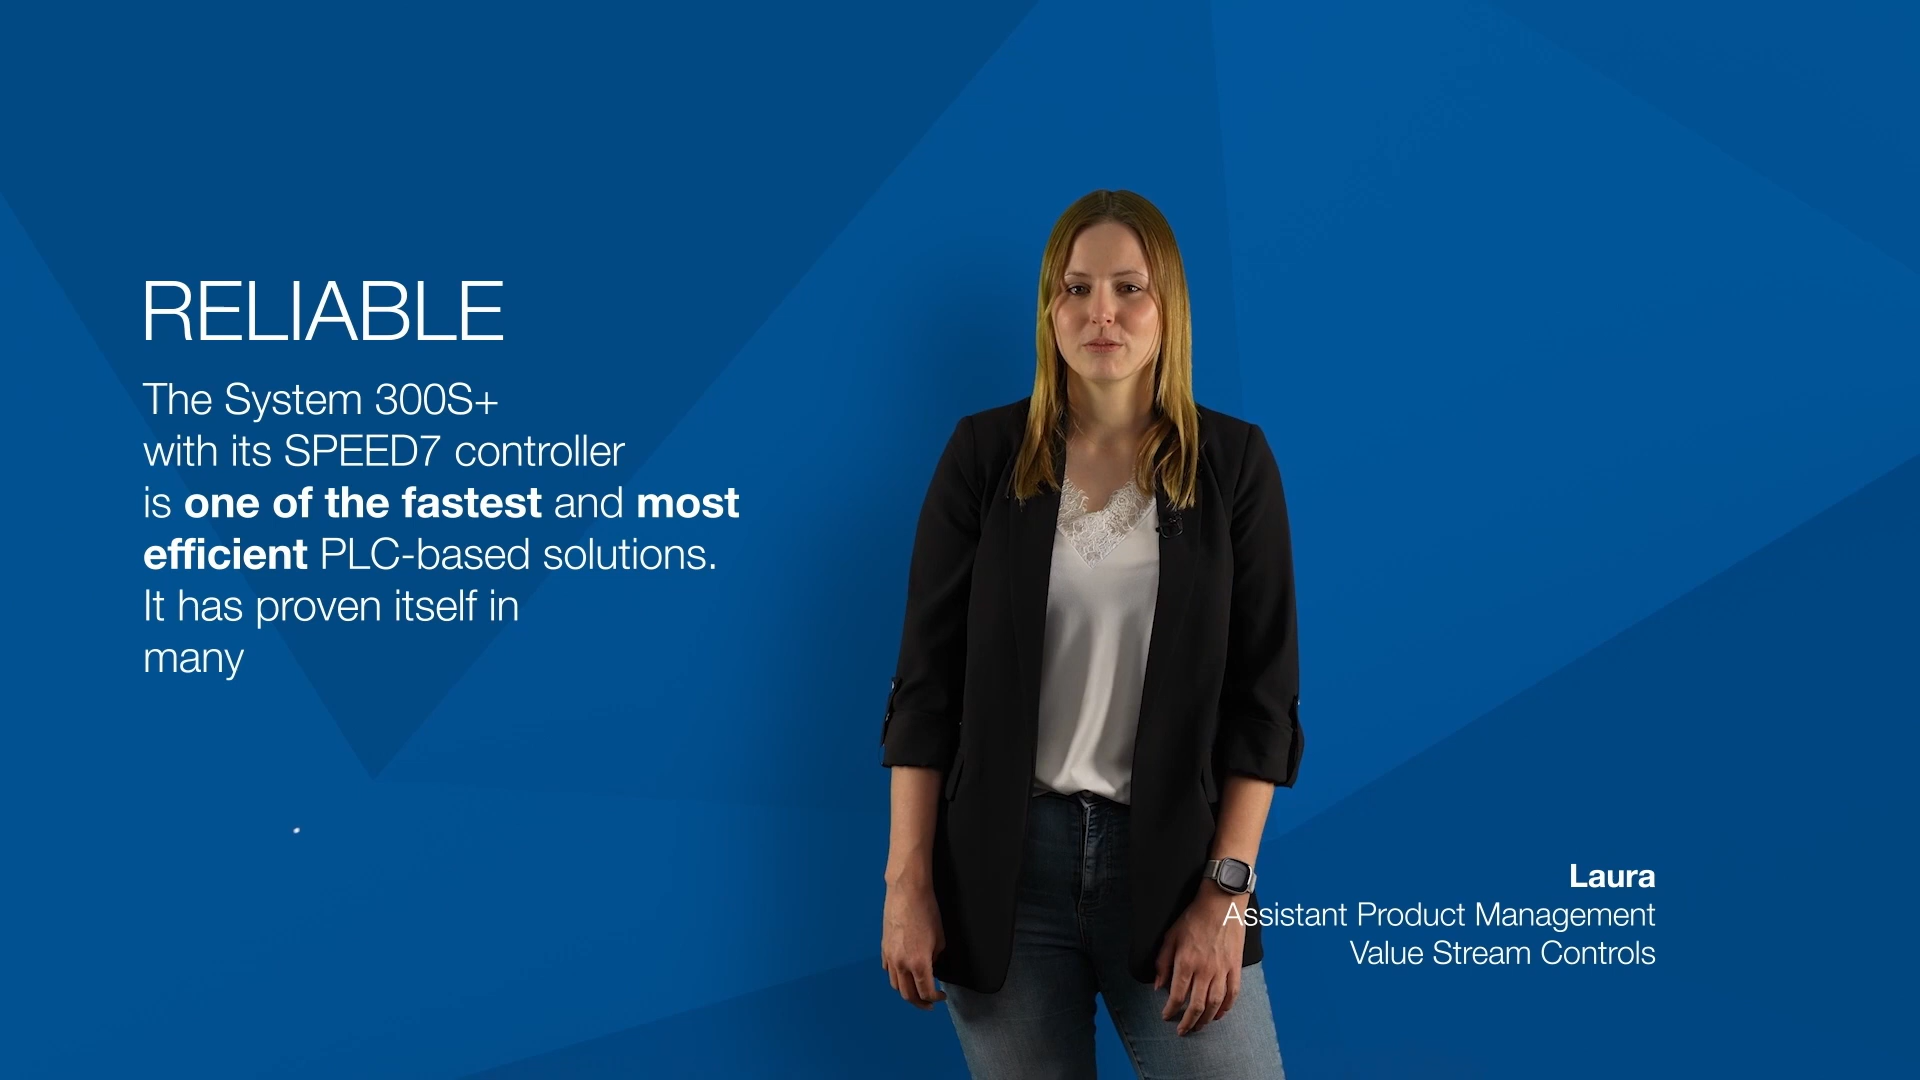 RELIABLE
The System 300S+
with its SPEED7 controller
is one of the fastest and most
efficient PLC-based solutions.
It has proven itself in
many
Laura
Assistant Product Management
Value Stream Controls